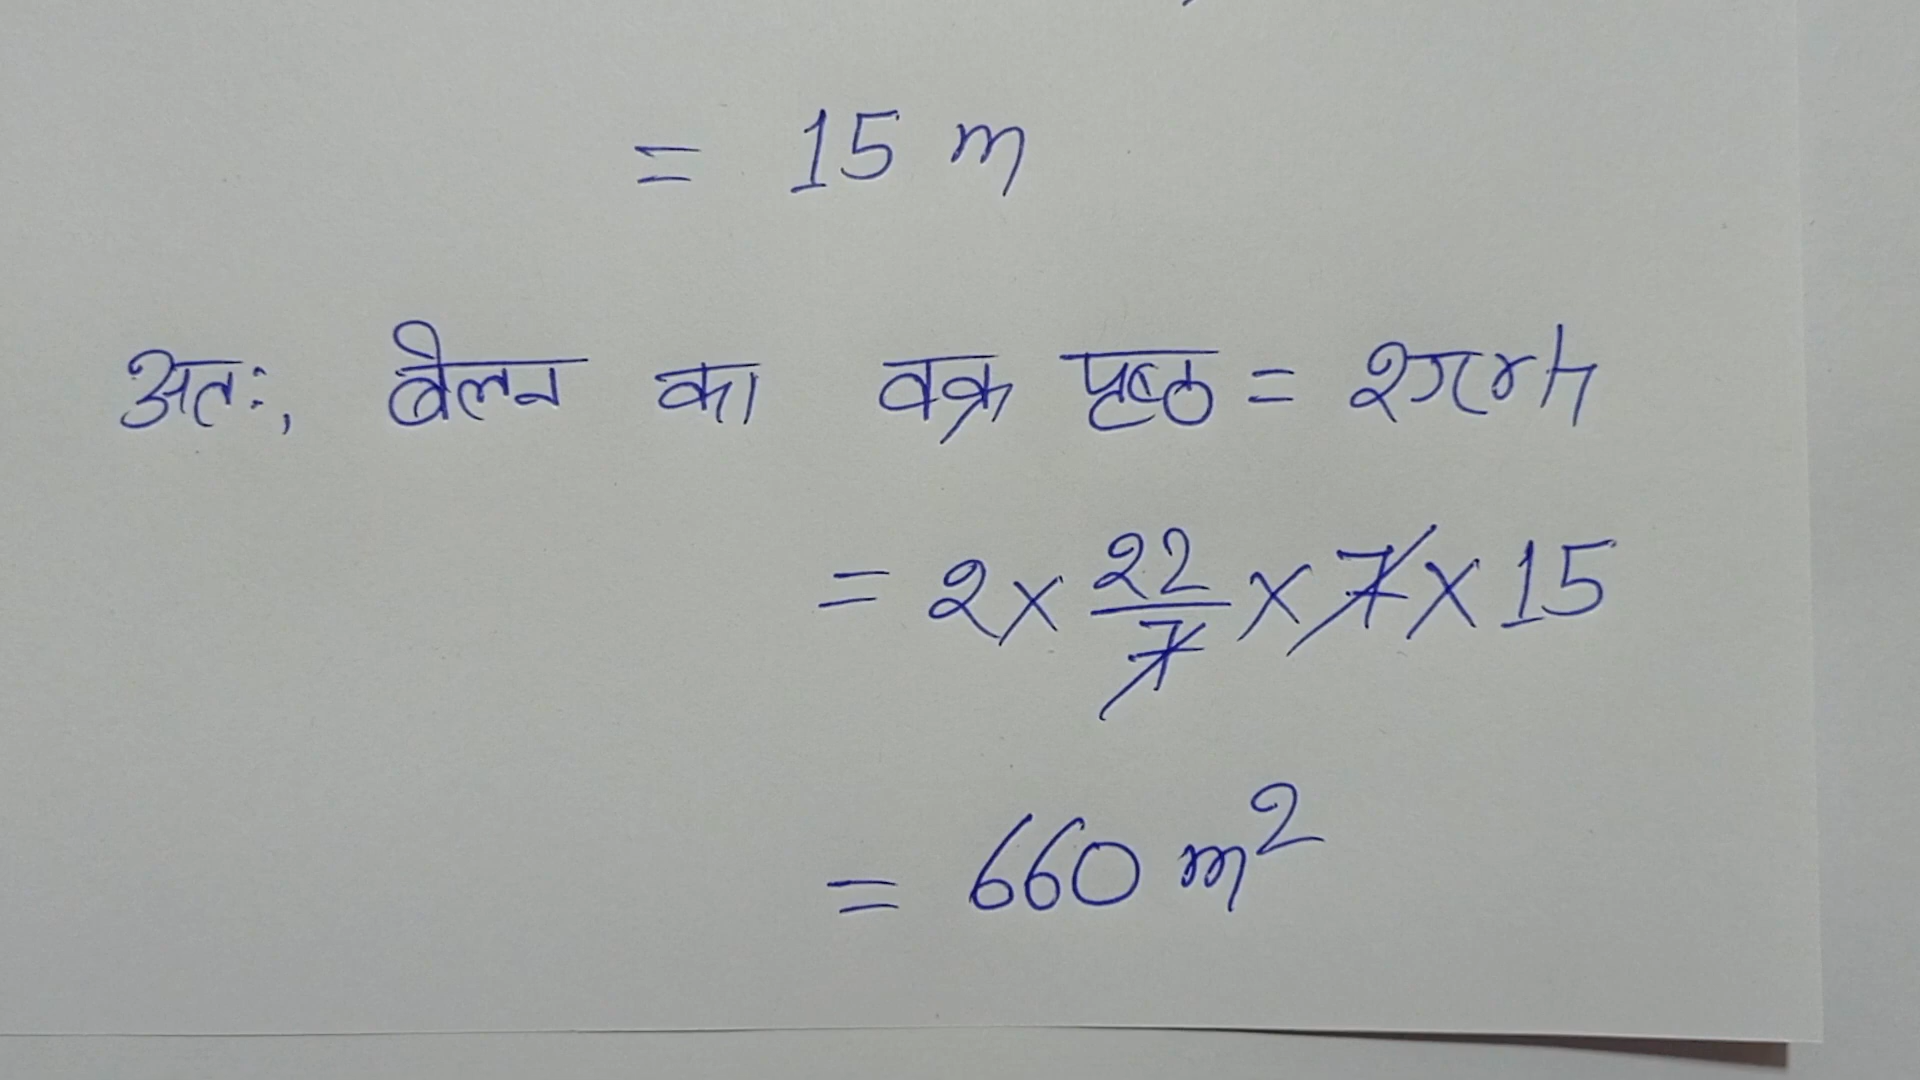 = 15 m
अतः, बेलन का वक्र पृष्ठ = 2πrh
= 2 × 22/7 × 7 × 15
= 660 m²